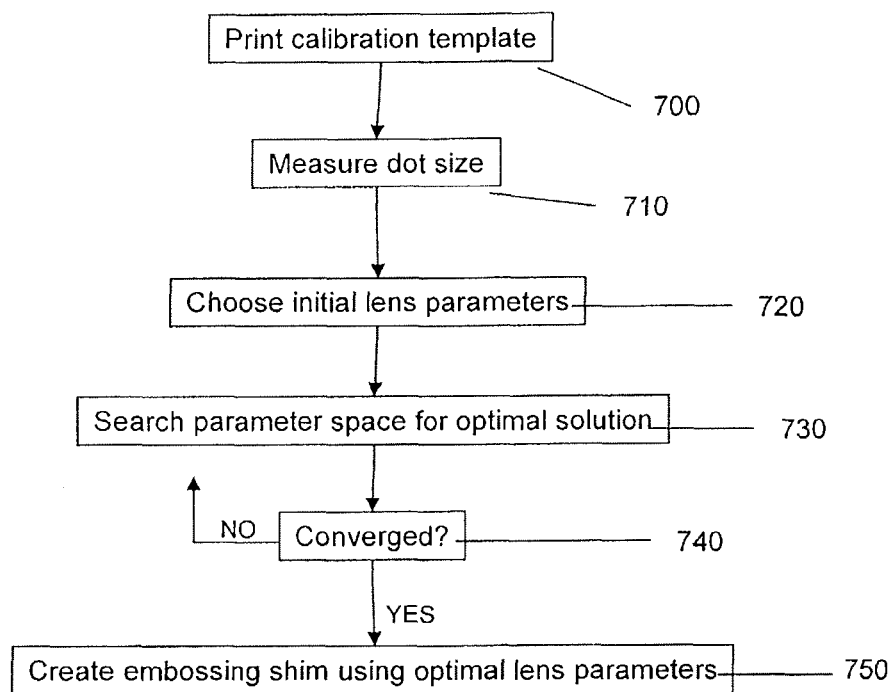 Print calibration template
700
Measure dot size
710
Choose initial lens parameters
720
Search parameter space for optimal solution
730
NO
Converged?
740
YES
Create embossing shim using optimal lens parameters
750